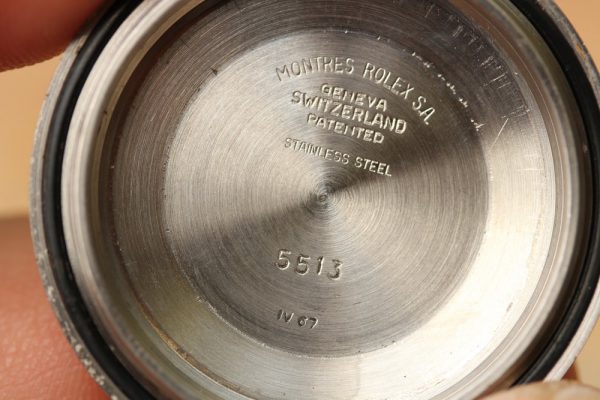 MONTRES ROLEX S.A.
GENEVA
SWITZERLAND
PATENTED
STAINLESS STEEL
5513
IV 67